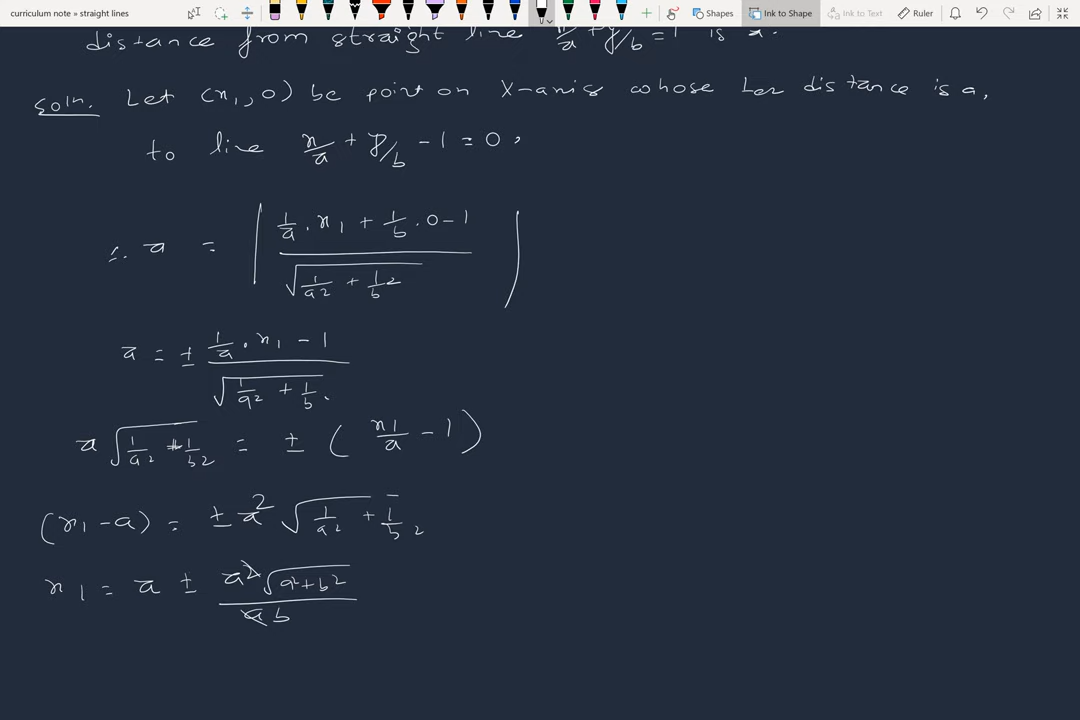 curriculum note » straight lines
Shapes Ink to Shape Ink to Text Ruler
distance from straight line x/a + y/b = 1 is a.
Soln. Let (x₁, 0) be point on X-axis whose ⊥er distance is a,
to line x/a + y/b - 1 = 0,
∴ a = | (1/a · x₁ + 1/b · 0 - 1) / √(1/a² + 1/b²) |
a = ± (1/a · x₁ - 1) / √(1/a² + 1/b.)
a √(1/a² + 1/b²) = ± (x₁/a - 1)
(x₁ - a) = ± a² √(1/a² + 1/b²)
x₁ = a ± a² √(a² + b²) / ab